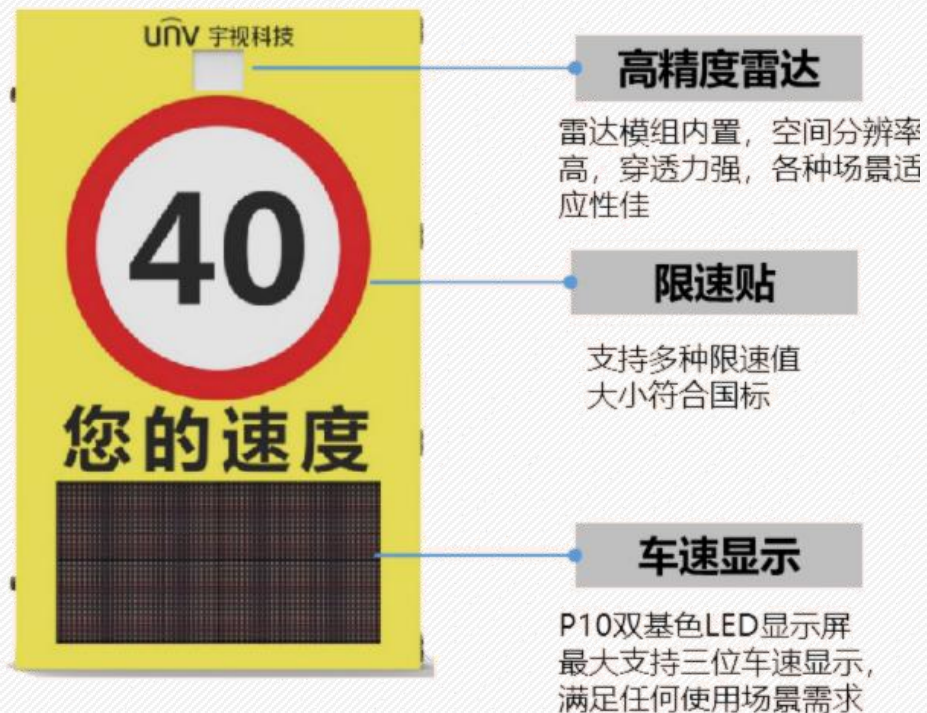 UNV 宇视科技
40
您的速度
高精度雷达
雷达模组内置，空间分辨率
高，穿透力强，各种场景适
应性佳
限速贴
支持多种限速值
大小符合国标
车速显示
P10双基色LED显示屏
最大支持三位车速显示，
满足任何使用场景需求